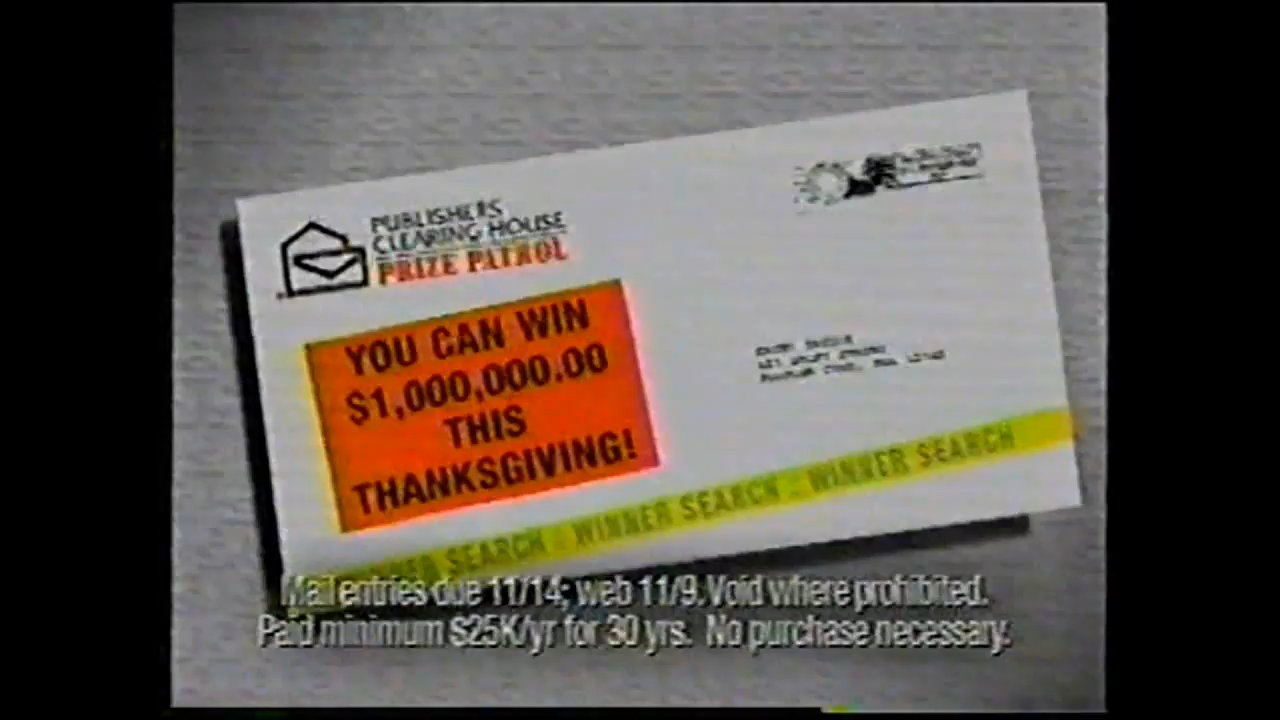 PUBLISHERS
CLEARING HOUSE
PRIZE PATROL
YOU CAN WIN
$1,000,000.00
THIS
THANKSGIVING!
SEARCH · WINNER SEARCH · WINNER SEARCH
Mail entries due 11/14; web 11/9. Void where prohibited.
Paid minimum $25K/yr for 30 yrs. No purchase necessary.